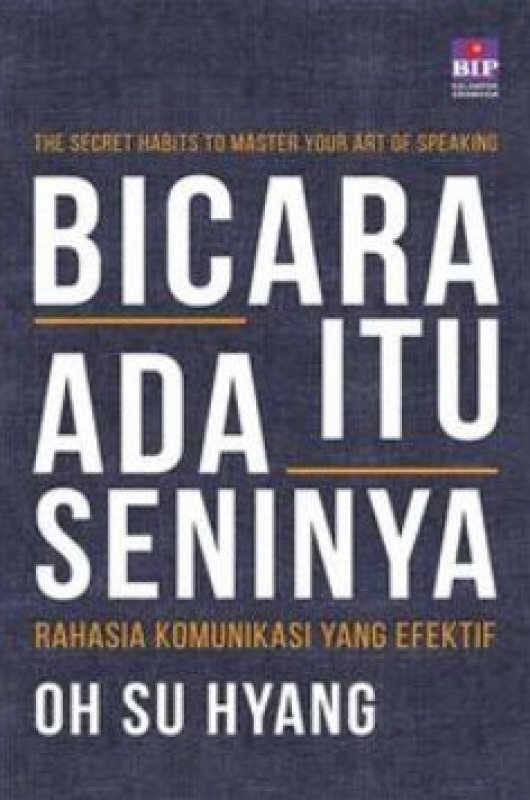 BIP
THE SECRET HABITS TO MASTER YOUR ART OF SPEAKING
BICARA
ITU
ADA
SENINYA
RAHASIA KOMUNIKASI YANG EFEKTIF
OH SU HYANG